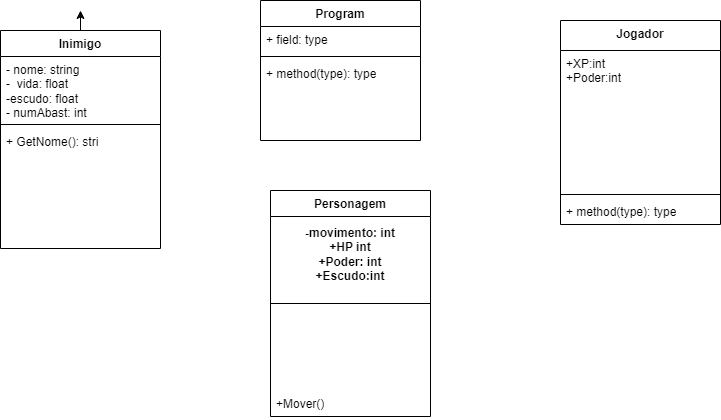 Inimigo
- nome: string
-  vida: float
-escudo: float
- numAbast: int
+ GetNome(): stri
Program
+ field: type
+ method(type): type
Jogador
+XP:int
+Poder:int
+ method(type): type
Personagem
-movimento: int
+HP int
+Poder: int
+Escudo:int
+Mover()